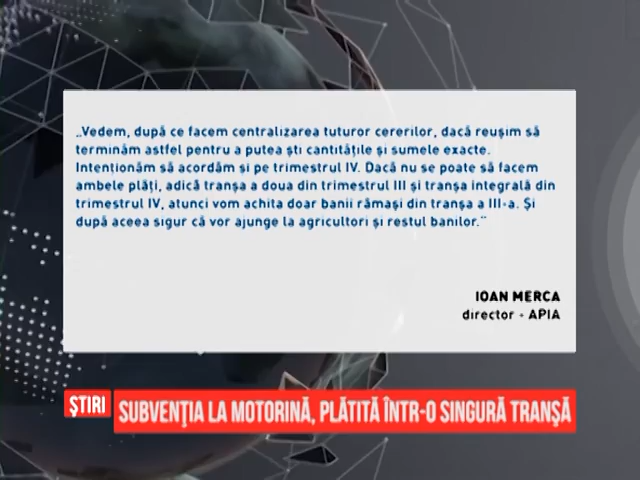 „Vedem, după ce facem centralizarea tuturor cererilor, dacă reușim să
terminăm astfel pentru a putea ști cantitățile și sumele exacte.
Intenționăm să acordăm și pe trimestrul IV. Dacă nu se poate să facem
ambele plăți, adică tranșa a doua din trimestrul III și tranșa integrală din
trimestrul IV, atunci vom achita doar banii rămași din tranșa a III-a. Și
după aceea sigur că vor ajunge la agricultori și restul banilor.”
IOAN MERCA
director - APIA
ŞTIRI
SUBVENŢIA LA MOTORINĂ, PLĂTITĂ ÎNTR-O SINGURĂ TRANŞĂ